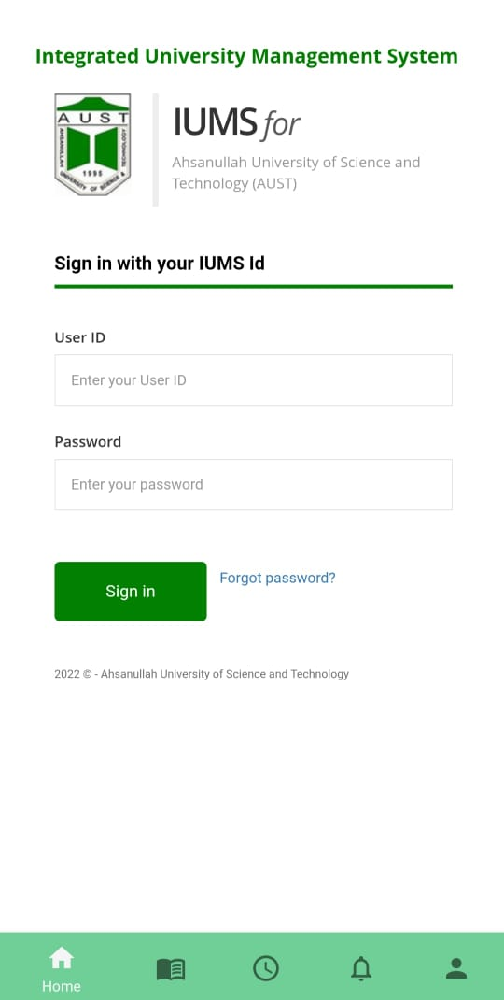 Integrated University Management System
AUST
AHSANULLAH
UNIVERSITY OF SCIENCE &
TECHNOLOGY
1995
IUMS for
Ahsanullah University of Science and
Technology (AUST)
Sign in with your IUMS Id
User ID
Enter your User ID
Password
Enter your password
Sign in
Forgot password?
2022 © - Ahsanullah University of Science and Technology
Home